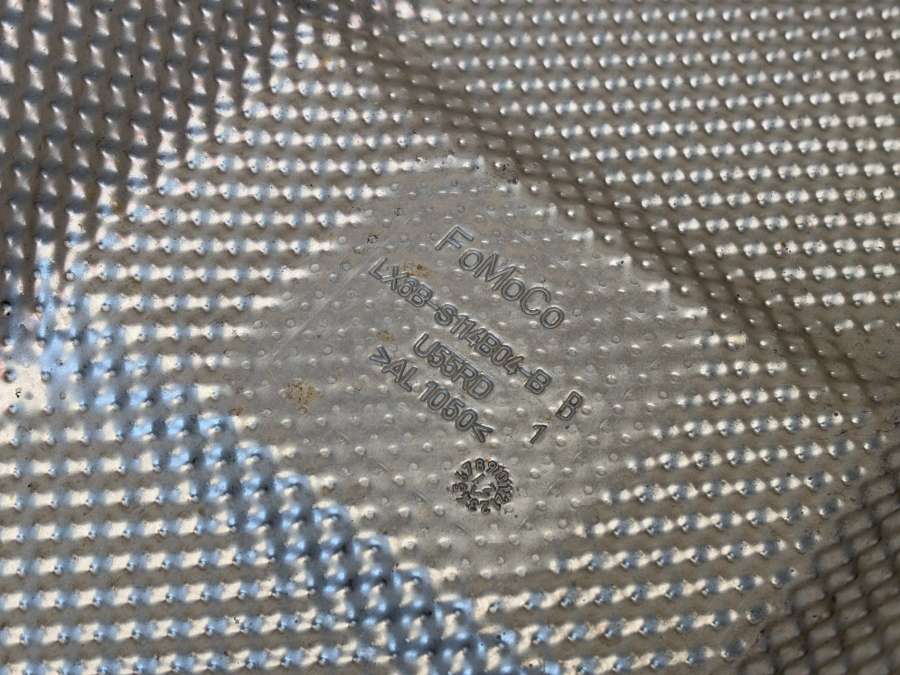 FoMoCo
LX6B-S114B04-B B
U55RD 1
>AL 1050<